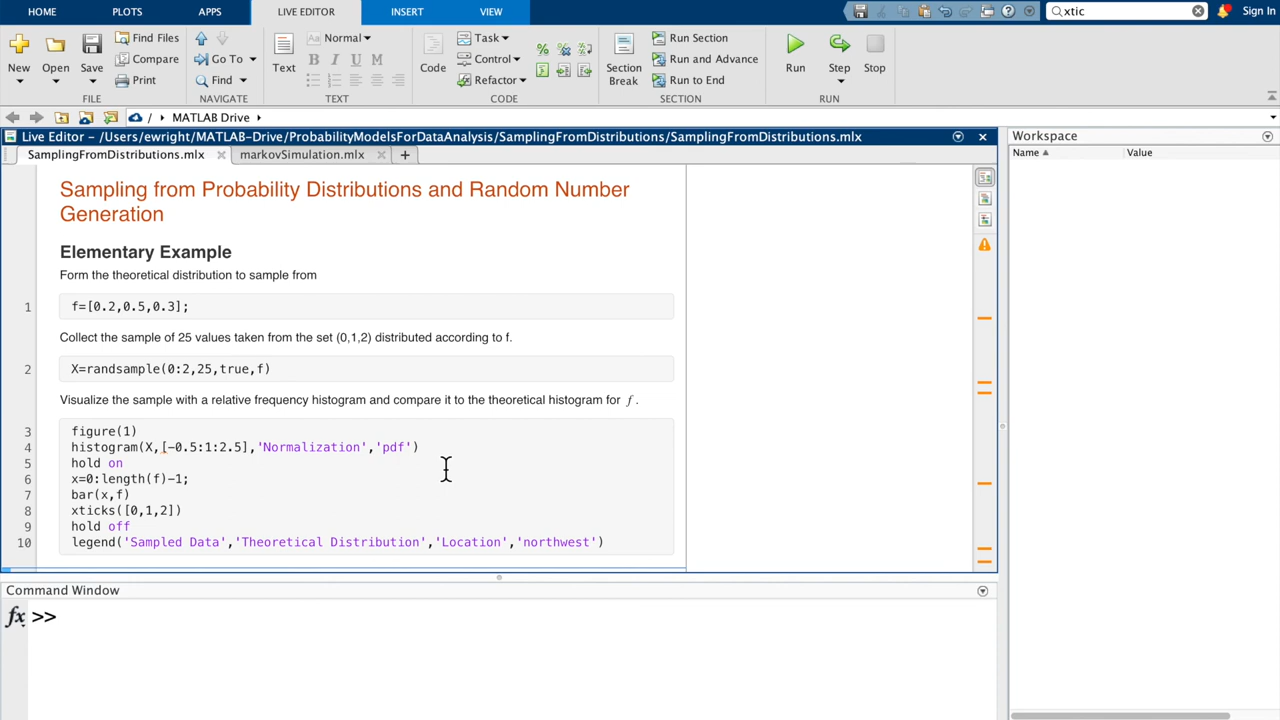 HOME PLOTS APPS LIVE EDITOR INSERT VIEW xtic Sign In
New Open Save Find Files Compare Print
FILE
Go To Find
NAVIGATE
Text Normal B I U M
TEXT
Code Task Control Refactor
CODE
Section Break Run Section Run and Advance Run to End
SECTION
Run Step Stop
RUN
/ MATLAB Drive
Live Editor - /Users/ewright/MATLAB-Drive/ProbabilityModelsForDataAnalysis/SamplingFromDistributions/SamplingFromDistributions.mlx
SamplingFromDistributions.mlx markovSimulation.mlx +
Sampling from Probability Distributions and Random Number
Generation
Elementary Example
Form the theoretical distribution to sample from
1 f=[0.2,0.5,0.3];
Collect the sample of 25 values taken from the set (0,1,2) distributed according to f.
2 X=randsample(0:2,25,true,f)
Visualize the sample with a relative frequency histogram and compare it to the theoretical histogram for f .
3 figure(1)
4 histogram(X,[-0.5:1:2.5],'Normalization','pdf')
5 hold on
6 x=0:length(f)-1;
7 bar(x,f)
8 xticks([0,1,2])
9 hold off
10 legend('Sampled Data','Theoretical Distribution','Location','northwest')
Workspace
Name Value
Command Window
fx >>